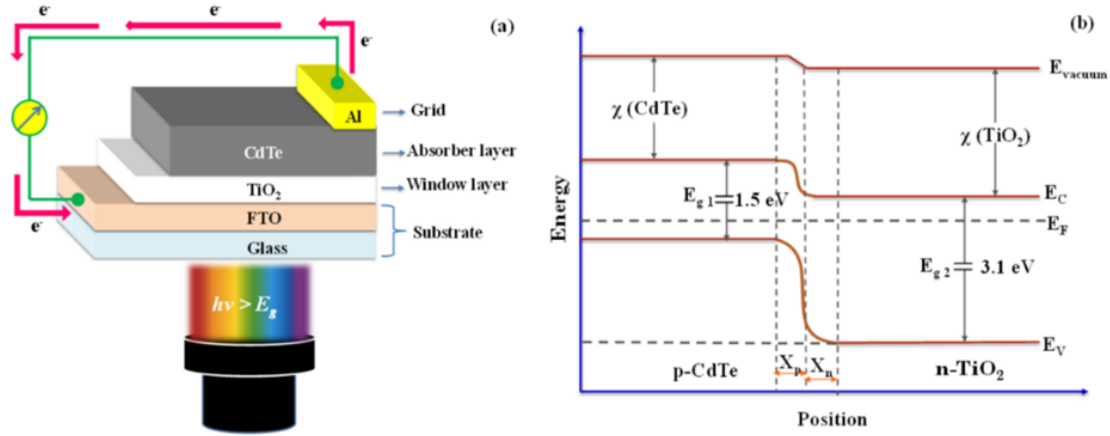 (a)
e-
e-
e-
Al
Grid
CdTe
Absorber layer
TiO₂
Window layer
e-
FTO
Substrate
Glass
hν > Eg
(b)
Evacuum
χ (CdTe)
χ (TiO₂)
Energy
Eg 1 = 1.5 eV
EC
EF
Eg 2 = 3.1 eV
EV
p-CdTe
Xp
Xn
n-TiO₂
Position